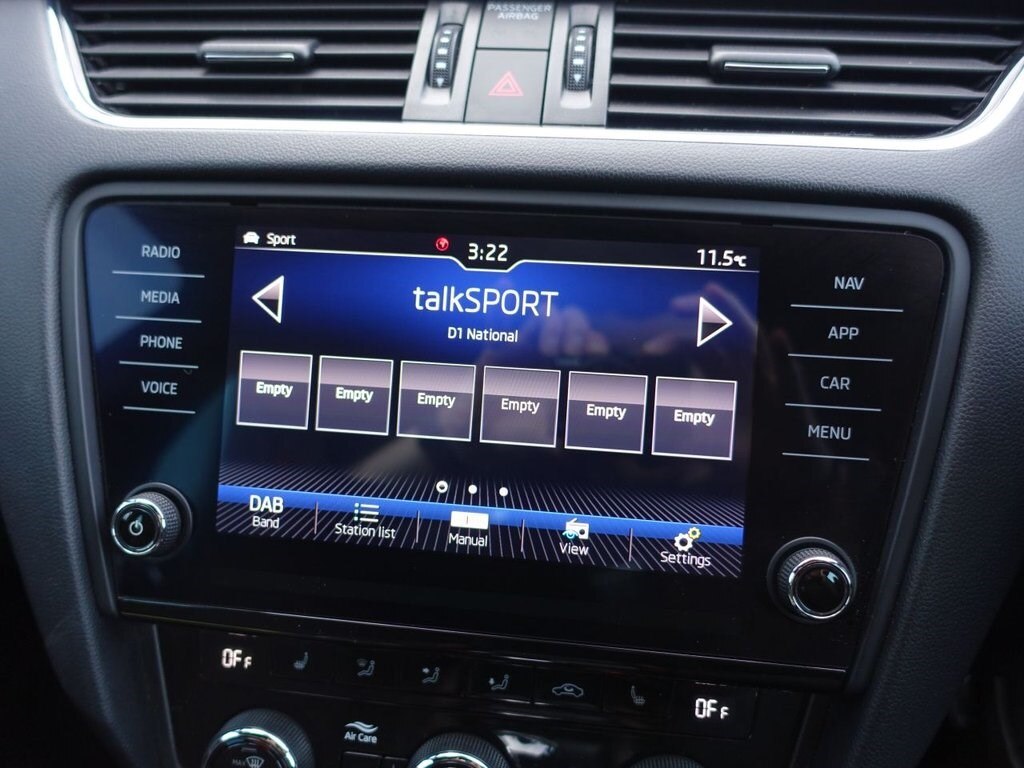 PASSENGER
AIRBAG
RADIO
MEDIA
PHONE
VOICE
Sport
3:22
11.5°C
talkSPORT
D1 National
Empty
Empty
Empty
Empty
Empty
Empty
DAB
Band
Station list
Manual
View
Settings
NAV
APP
CAR
MENU
OFF
OFF
Air Care
MAX